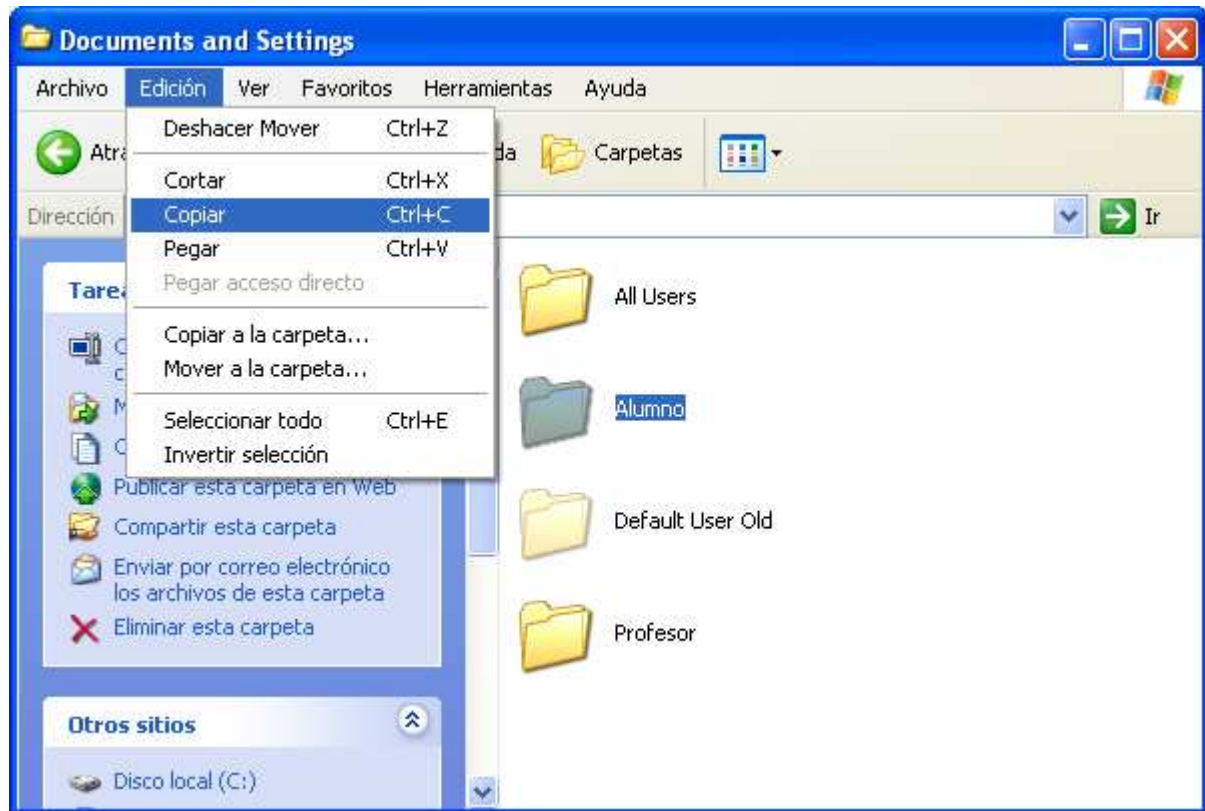 Documents and Settings
Archivo Edición Ver Favoritos Herramientas Ayuda
Deshacer Mover Ctrl+Z
Carpetas
Cortar Ctrl+X
Dirección
Copiar Ctrl+C
Ir
Pegar Ctrl+V
Pegar acceso directo
Copiar a la carpeta...
Mover a la carpeta...
Seleccionar todo Ctrl+E
Invertir selección
Publicar esta carpeta en Web
Compartir esta carpeta
Enviar por correo electrónico
los archivos de esta carpeta
Eliminar esta carpeta
Otros sitios
Disco local (C:)
All Users
Alumno
Default User Old
Profesor